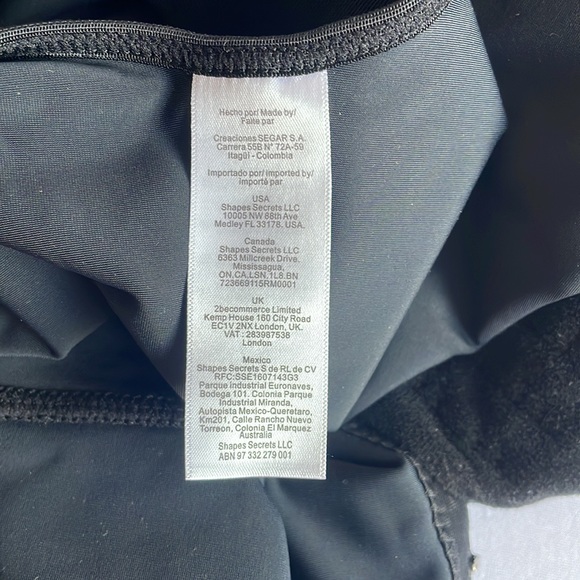 Hecho por/ Made by/
Faite par
Creaciones SEGAR S.A.
Carrera 55B N° 72A-59
Itagüi - Colombia
Importado por/ imported by/
Importé par
USA
Shapes Secrets LLC
10005 NW 88th Ave
Medley FL 33178. USA.
Canada
Shapes Secrets LLC
6363 Millcreek Drive.
Mississagua,
ON,CA.L5N.1L8.BN
723669115RM0001
UK
2becommerce Limited
Kemp House 160 City Road
EC1V 2NX London, UK.
VAT : 283987538
London
Mexico
Shapes Secrets S de RL de CV
RFC:SSE1607143G3
Parque industrial Euronaves,
Bodega 101. Colonia Parque
Industrial Miranda,
Autopista Mexico-Queretaro,
Km201, Calle Rancho Nuevo
Torreon, Colonia El Marquez
Australia
Shapes Secrets LLC
ABN 97 332 279 001